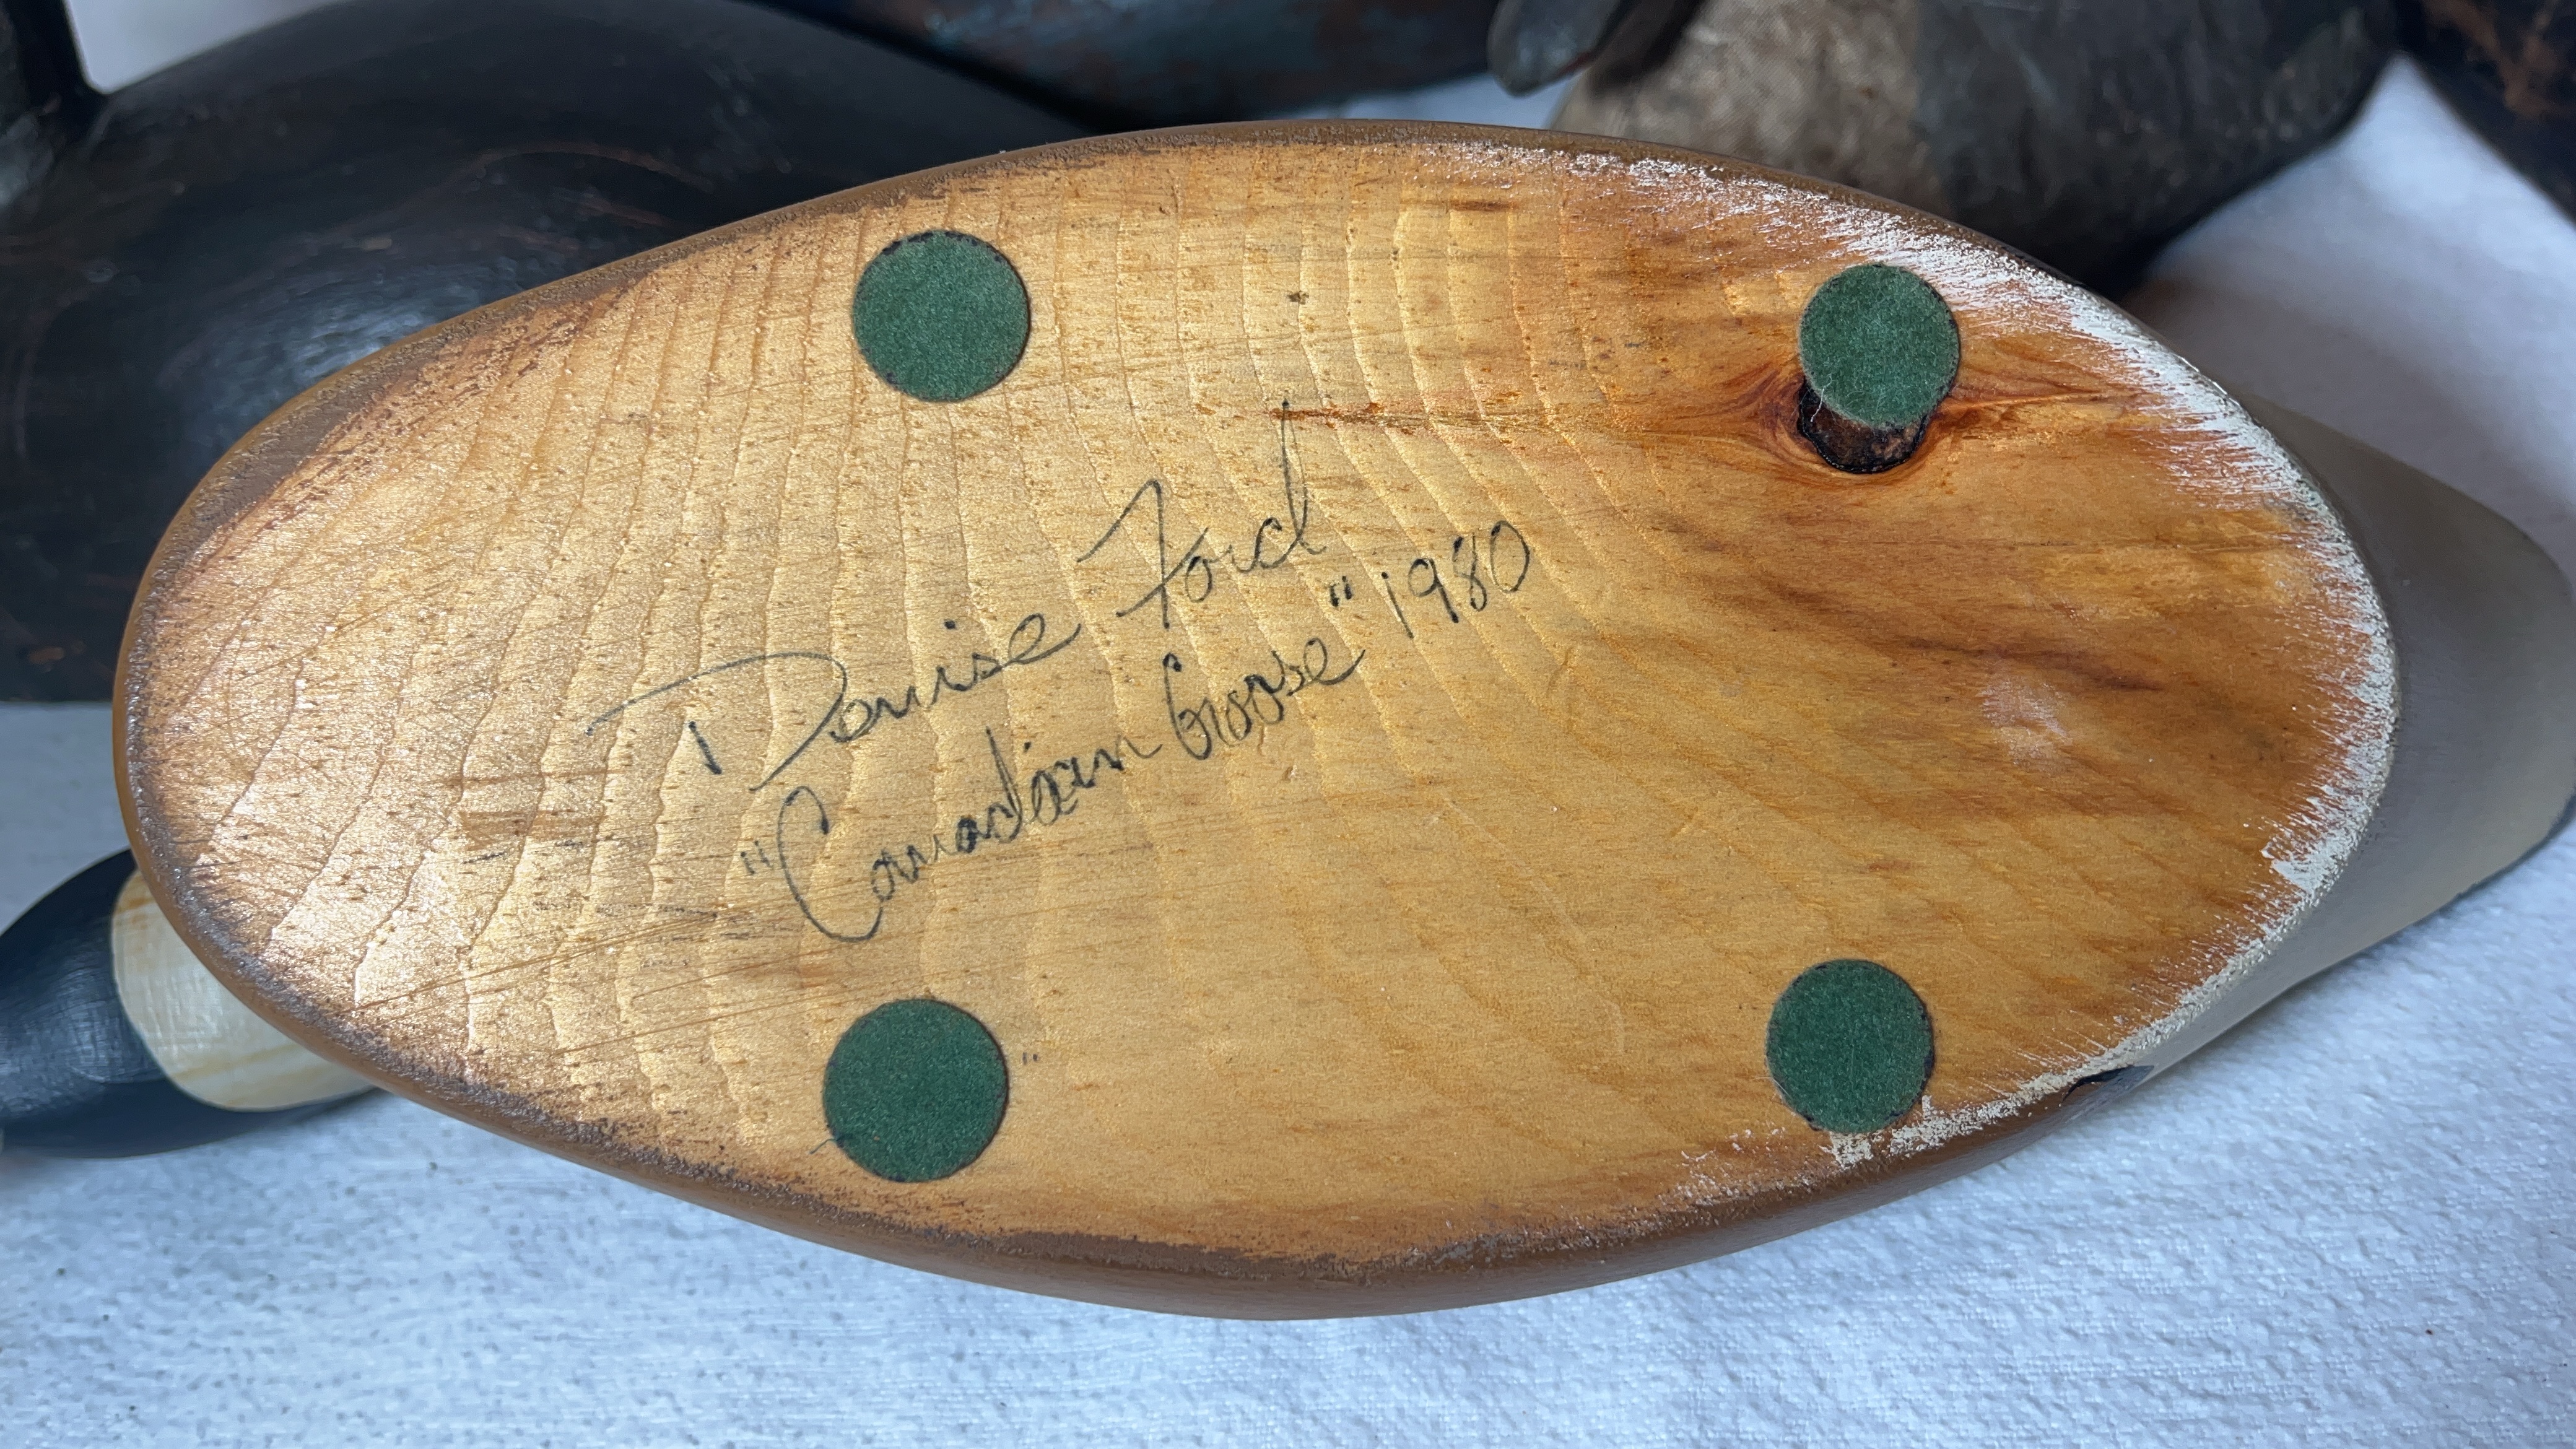 Denise Ford
"Canadian Goose" 1980